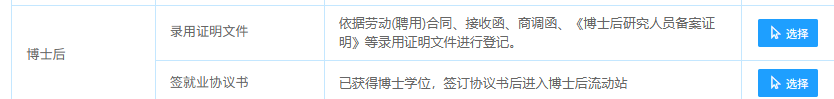 博士后
录用证明文件
依据劳动(聘用)合同、接收函、商调函、《博士后研究人员备案证
明》等录用证明文件进行登记。
选择
签就业协议书
已获得博士学位，签订协议书后进入博士后流动站
选择